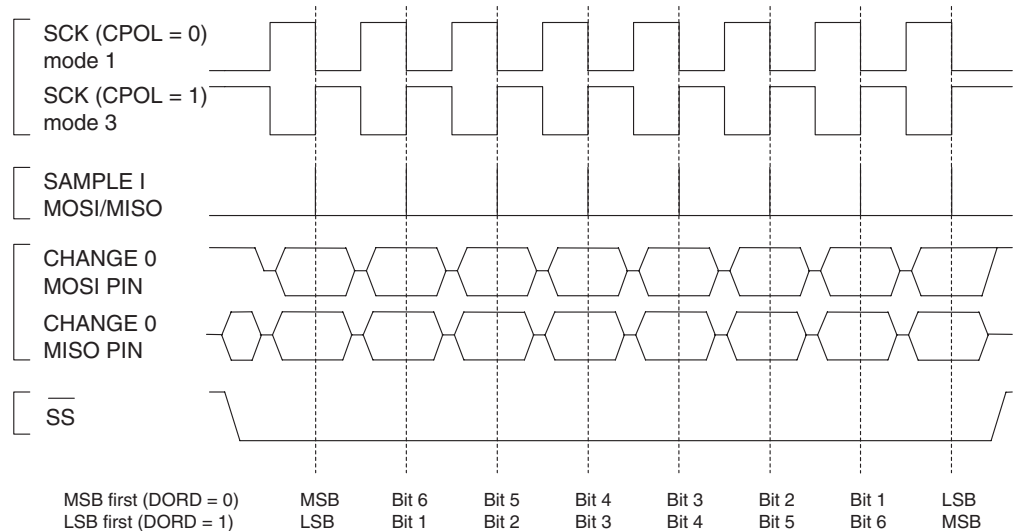 SCK (CPOL = 0)
mode 1
SCK (CPOL = 1)
mode 3
SAMPLE I
MOSI/MISO
CHANGE 0
MOSI PIN
CHANGE 0
MISO PIN
SS
MSB first (DORD = 0) MSB Bit 6 Bit 5 Bit 4 Bit 3 Bit 2 Bit 1 LSB
LSB first (DORD = 1) LSB Bit 1 Bit 2 Bit 3 Bit 4 Bit 5 Bit 6 MSB